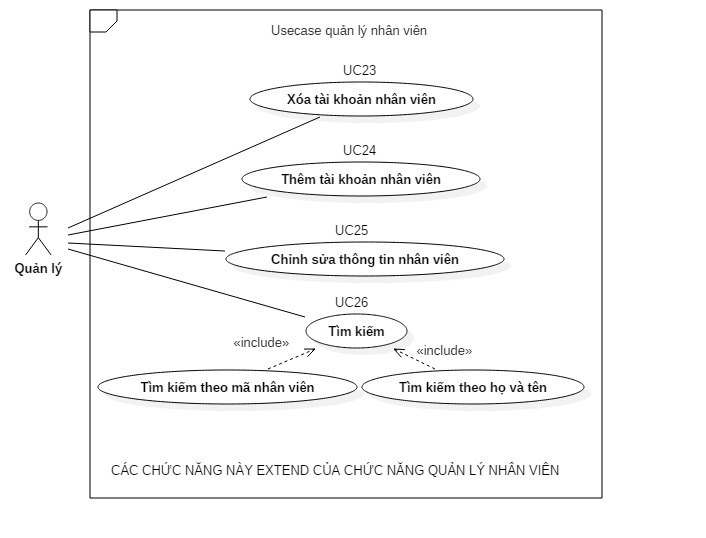 Usecase quản lý nhân viên
UC23
Xóa tài khoản nhân viên
UC24
Thêm tài khoản nhân viên
UC25
Chỉnh sửa thông tin nhân viên
Quản lý
UC26
Tìm kiếm
«include»
«include»
Tìm kiếm theo mã nhân viên
Tìm kiếm theo họ và tên
CÁC CHỨC NĂNG NÀY EXTEND CỦA CHỨC NĂNG QUẢN LÝ NHÂN VIÊN